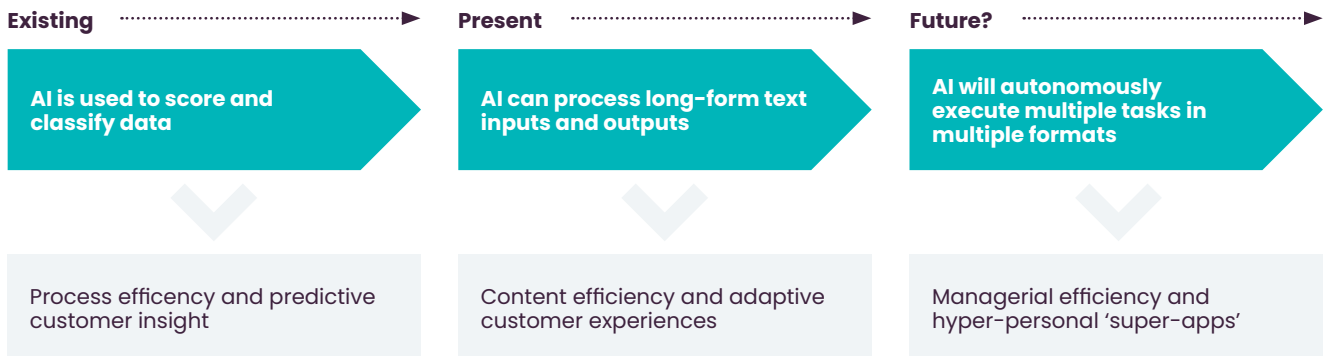 Existing
AI is used to score and
classify data
Process efficency and predictive
customer insight
Present
AI can process long-form text
inputs and outputs
Content efficiency and adaptive
customer experiences
Future?
AI will autonomously
execute multiple tasks in
multiple formats
Managerial efficiency and
hyper-personal ‘super-apps’